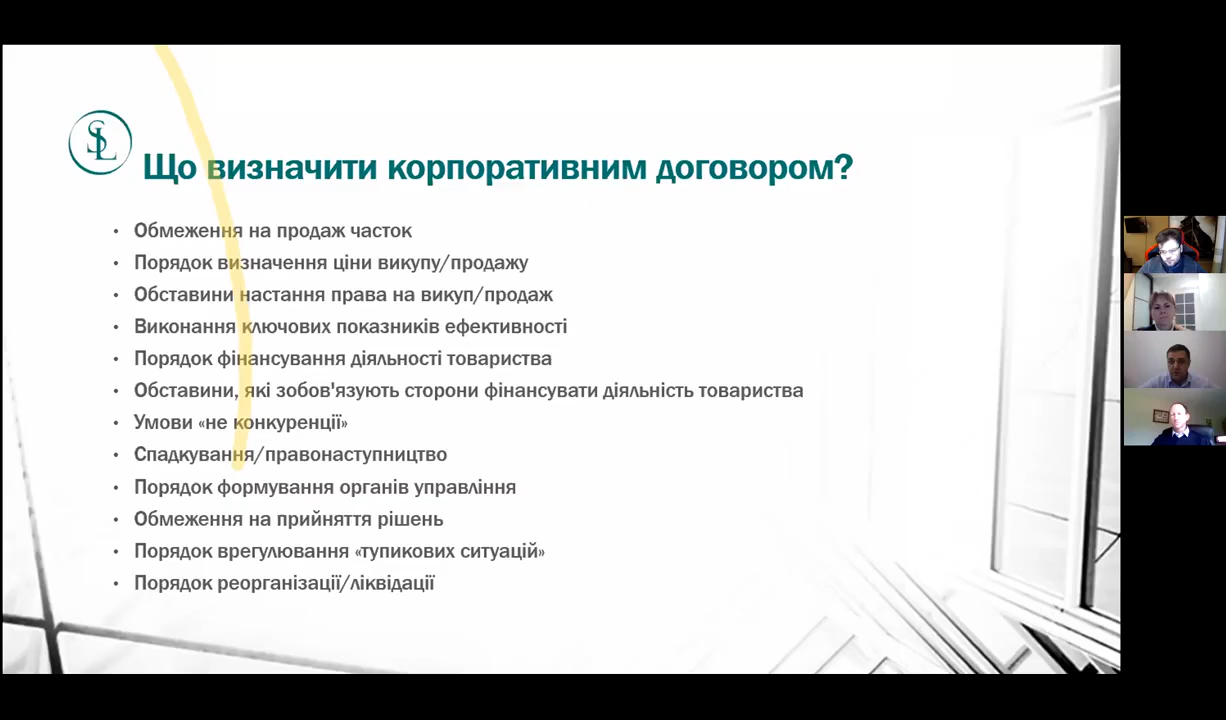 SL
Що визначити корпоративним договором?
• Обмеження на продаж часток
• Порядок визначення ціни викупу/продажу
• Обставини настання права на викуп/продаж
• Виконання ключових показників ефективності
• Порядок фінансування діяльності товариства
• Обставини, які зобов'язують сторони фінансувати діяльність товариства
• Умови «не конкуренції»
• Спадкування/правонаступництво
• Порядок формування органів управління
• Обмеження на прийняття рішень
• Порядок врегулювання «тупикових ситуацій»
• Порядок реорганізації/ліквідації